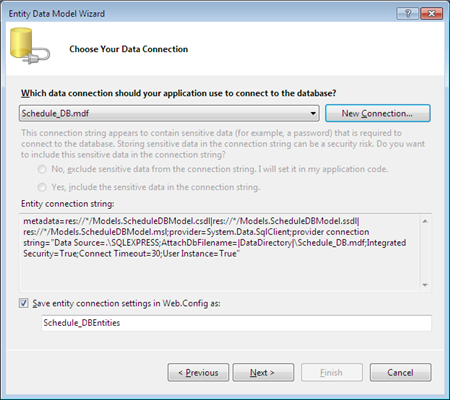 Entity Data Model Wizard
Choose Your Data Connection
Which data connection should your application use to connect to the database?
Schedule_DB.mdf
New Connection...
This connection string appears to contain sensitive data (for example, a password) that is required
to connect to the database. Storing sensitive data in the connection string can be a security risk. Do you
want to include this sensitive data in the connection string?
No, exclude sensitive data from the connection string. I will set it in my application code.
Yes, include the sensitive data in the connection string.
Entity connection string:
metadata=res://*/Models.ScheduleDBModel.csdl|res://*/Models.ScheduleDBModel.ssdl|
res://*/Models.ScheduleDBModel.msl;provider=System.Data.SqlClient;provider connection
string="Data Source=.\SQLEXPRESS;AttachDbFilename=|DataDirectory|\Schedule_DB.mdf;Integrated
Security=True;Connect Timeout=30;User Instance=True"
Save entity connection settings in Web.Config as:
Schedule_DBEntities
< Previous
Next >
Finish
Cancel